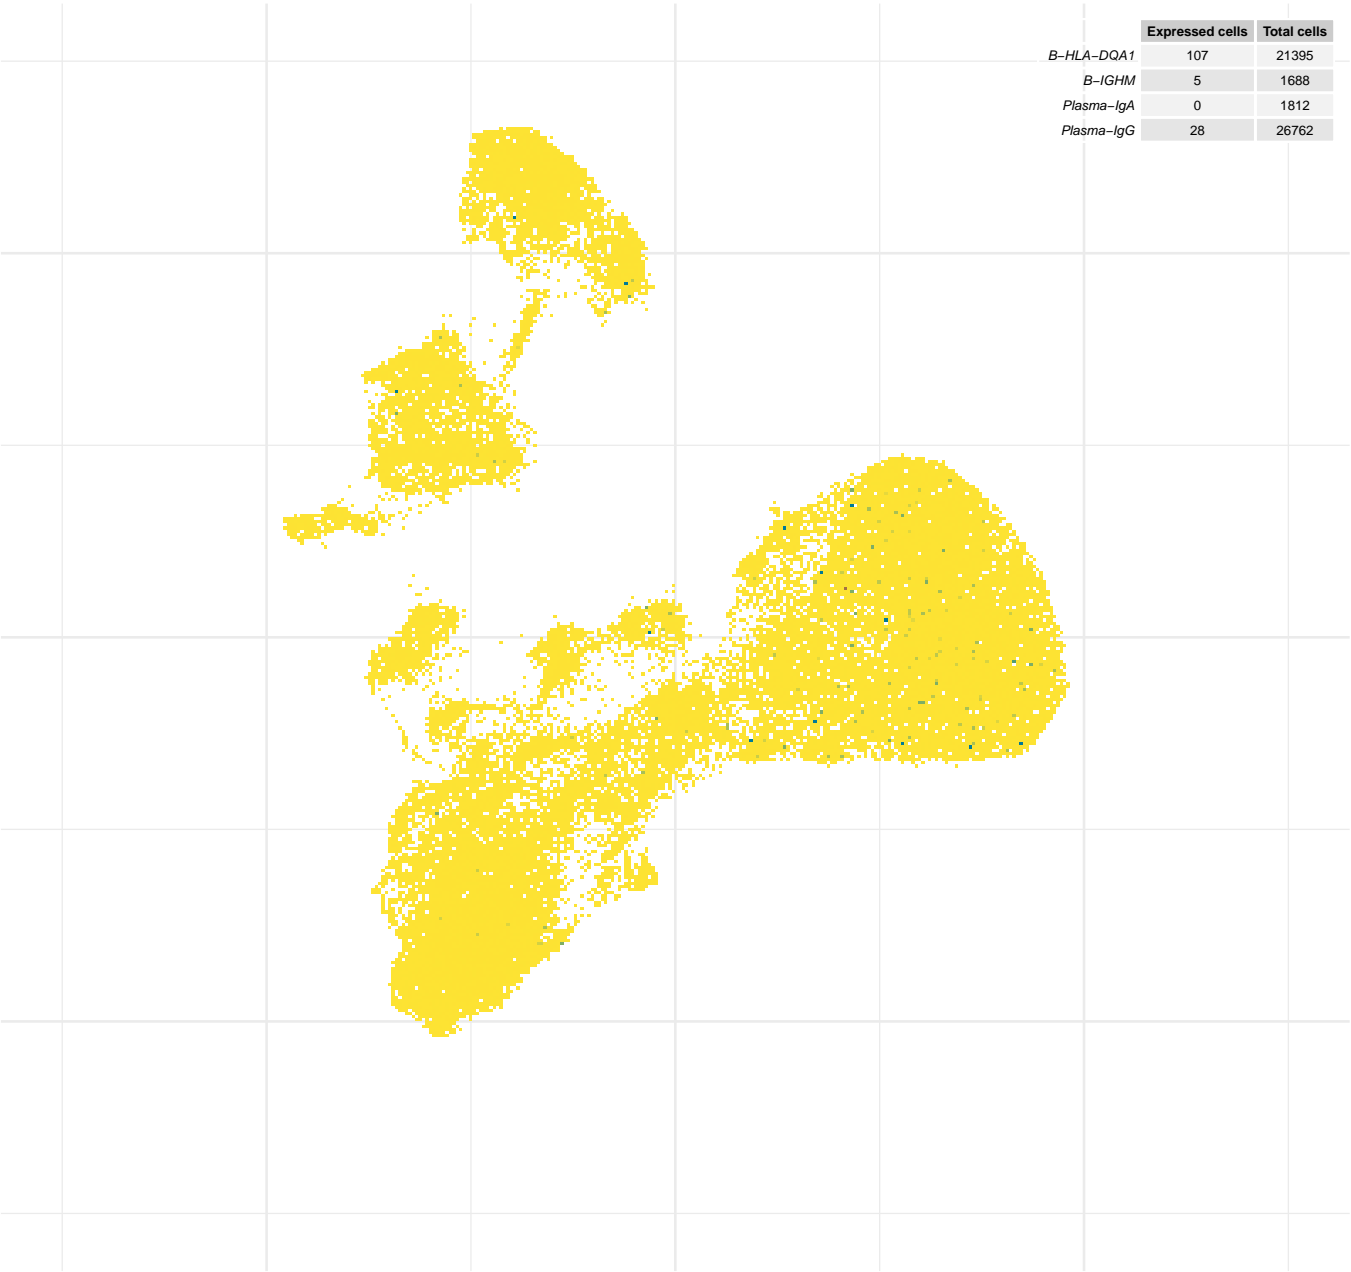 Expressed cells Total cells
B−HLA−DQA1 107 21395
B−IGHM 5 1688
Plasma−IgA 0 1812
Plasma−IgG 28 26762